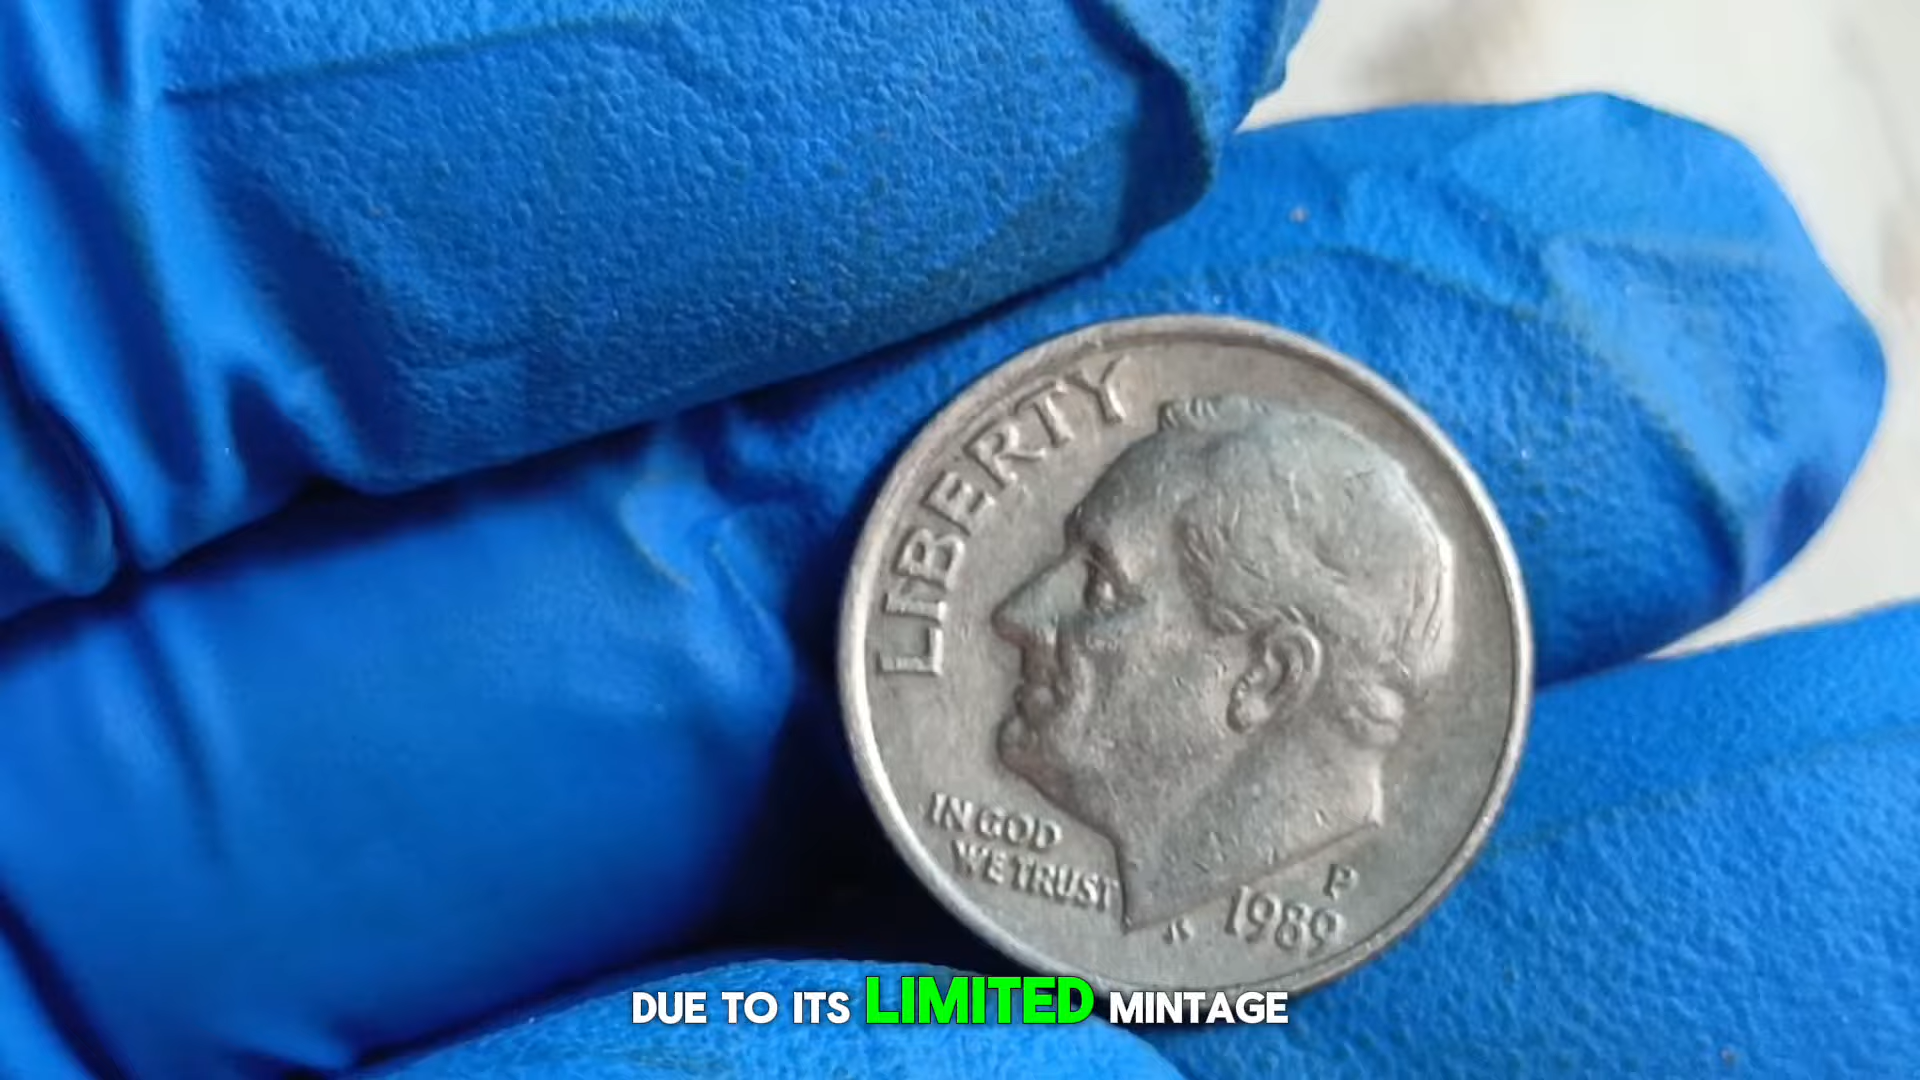 LIBERTY
IN GOD
WE TRUST
P
1989
DUE TO ITS LIMITED MINTAGE